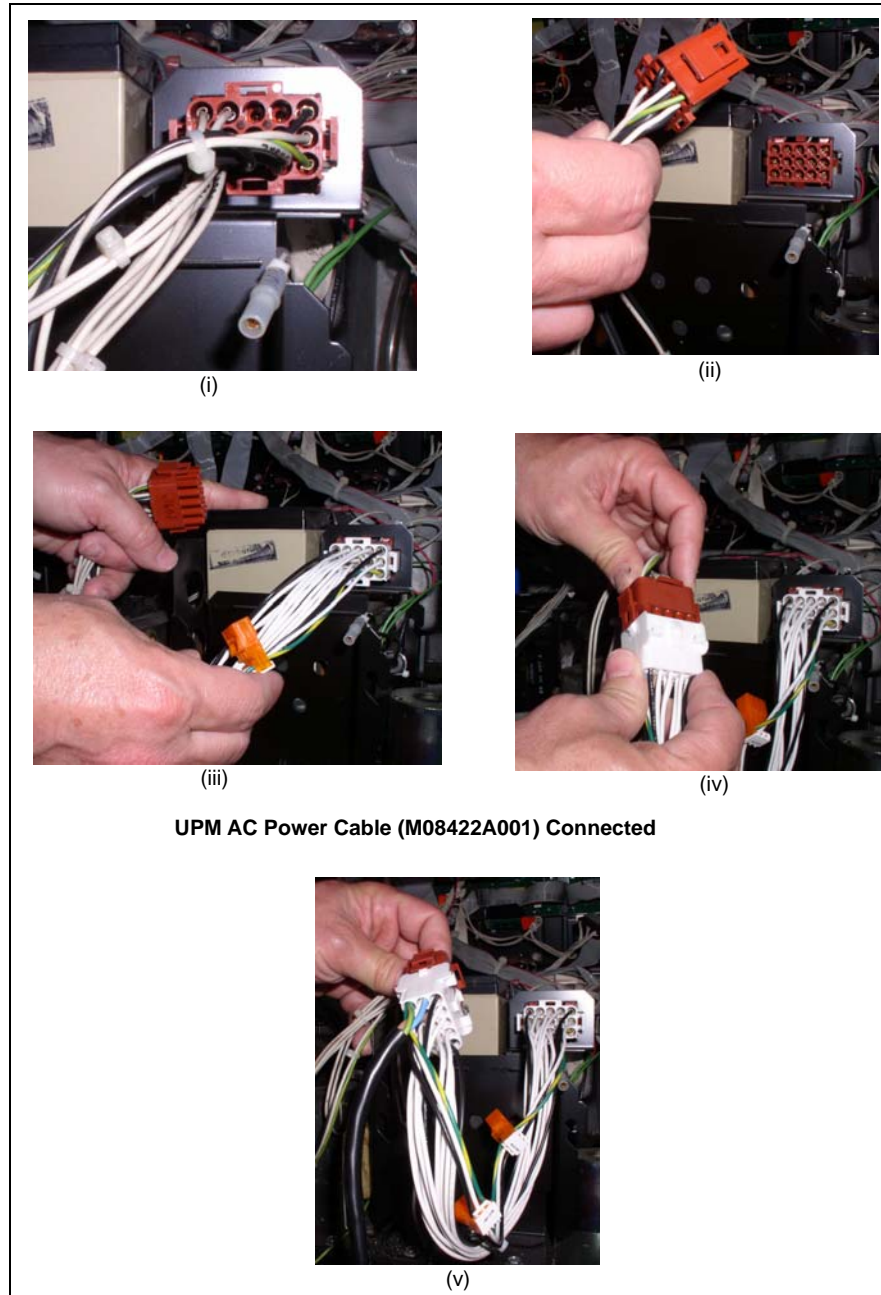 (i)
(ii)
(iii)
(iv)
UPM AC Power Cable (M08422A001) Connected
(v)